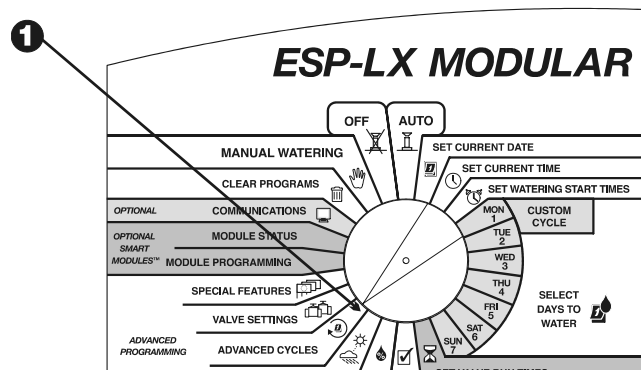 1
ESP-LX MODULAR
OFF
AUTO
MANUAL WATERING
SET CURRENT DATE
CLEAR PROGRAMS
SET CURRENT TIME
SET WATERING START TIMES
OPTIONAL
COMMUNICATIONS
MON
1
CUSTOM
CYCLE
OPTIONAL
SMART
MODULES™
MODULE STATUS
MODULE PROGRAMMING
TUE
2
WED
3
THU
4
FRI
5
SAT
6
SUN
7
SELECT
DAYS TO
WATER
SPECIAL FEATURES
VALVE SETTINGS
ADVANCED
PROGRAMMING
ADVANCED CYCLES